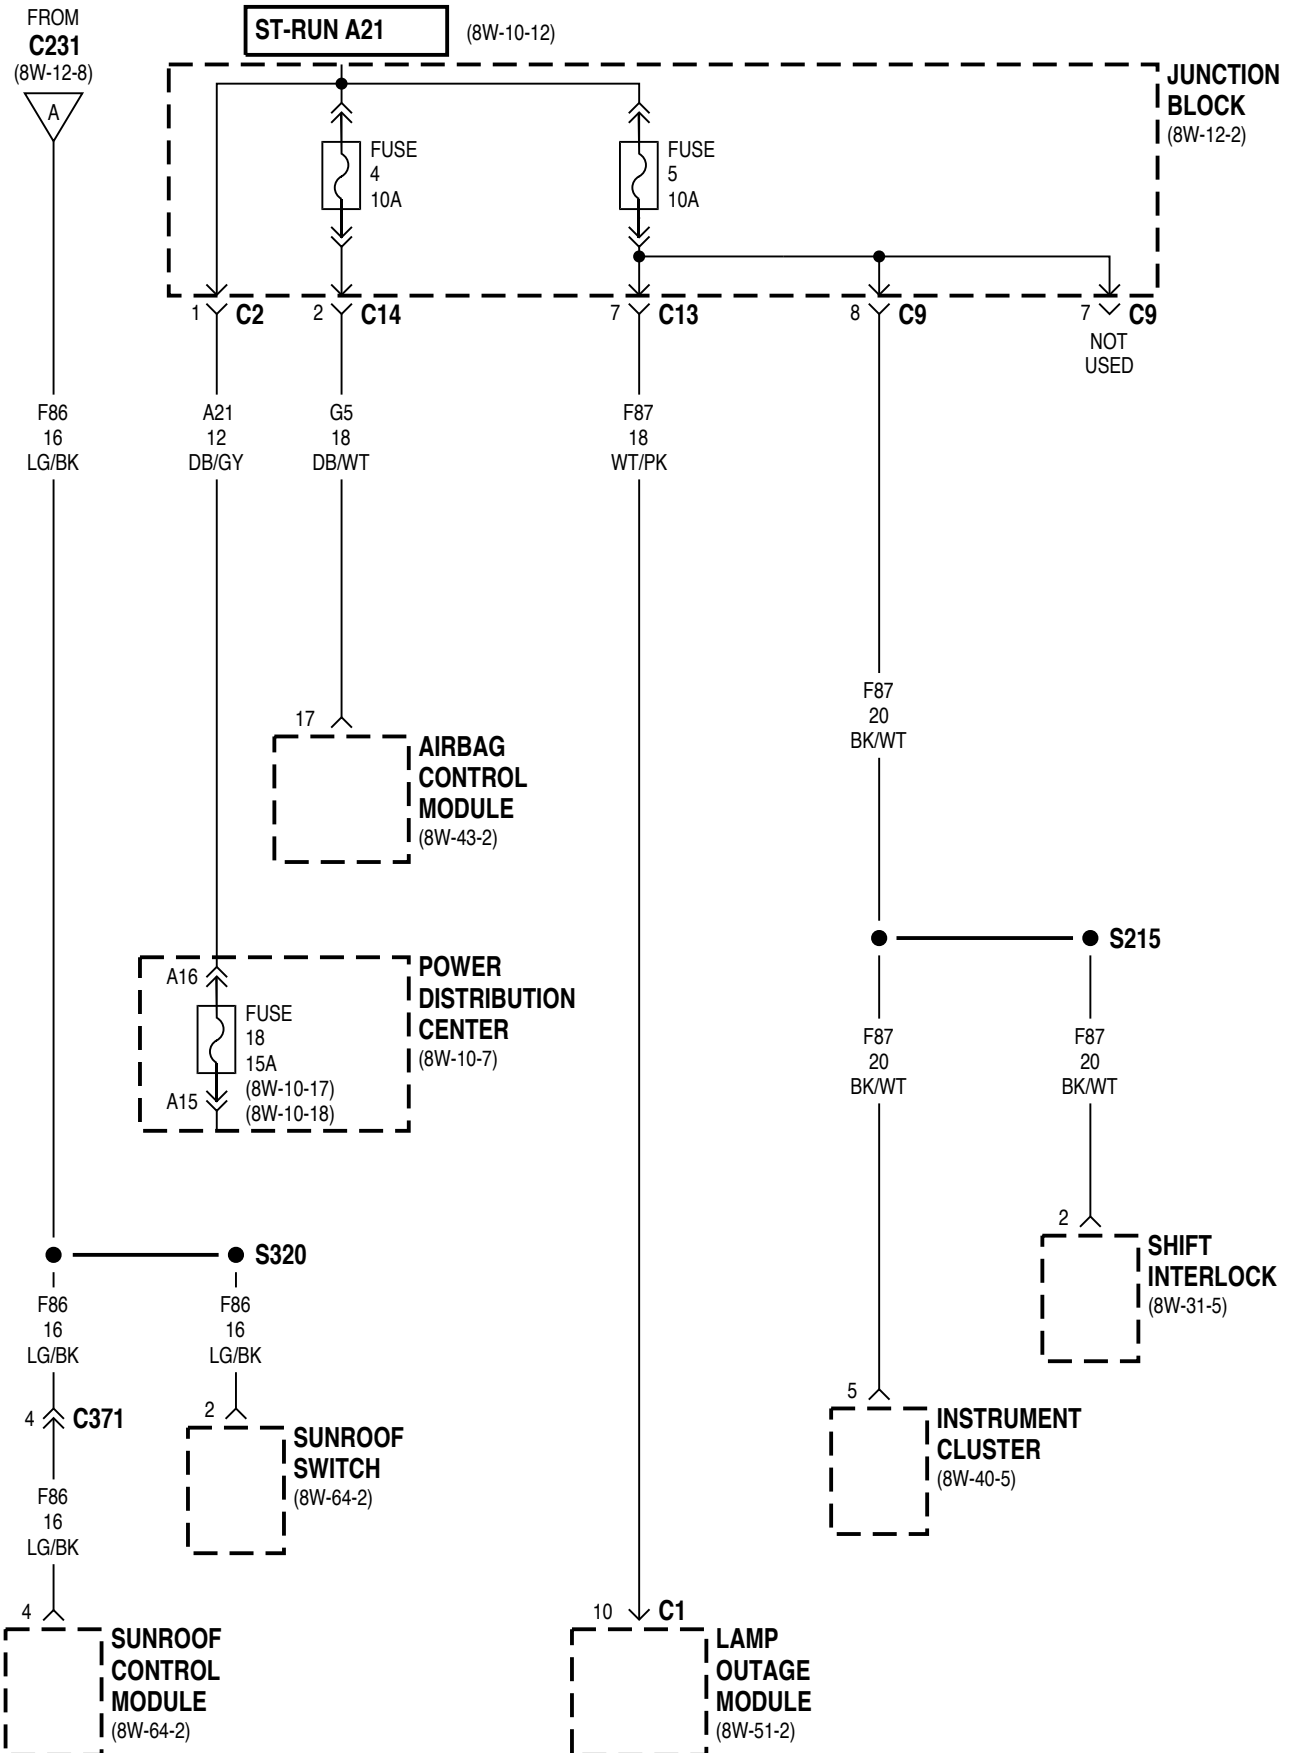 FROM
C231
(8W-12-8)
A
ST-RUN A21
(8W-10-12)
JUNCTION
BLOCK
(8W-12-2)
FUSE
4
10A
FUSE
5
10A
1
C2
2
C14
7
C13
8
C9
7
C9
NOT
USED
F86
16
LG/BK
A21
12
DB/GY
G5
18
DB/WT
F87
18
WT/PK
F87
20
BK/WT
17
AIRBAG
CONTROL
MODULE
(8W-43-2)
S215
A16
FUSE
18
15A
(8W-10-17)
(8W-10-18)
A15
POWER
DISTRIBUTION
CENTER
(8W-10-7)
F87
20
BK/WT
F87
20
BK/WT
2
SHIFT
INTERLOCK
(8W-31-5)
S320
F86
16
LG/BK
F86
16
LG/BK
4
C371
2
SUNROOF
SWITCH
(8W-64-2)
5
INSTRUMENT
CLUSTER
(8W-40-5)
F86
16
LG/BK
4
SUNROOF
CONTROL
MODULE
(8W-64-2)
10
C1
LAMP
OUTAGE
MODULE
(8W-51-2)